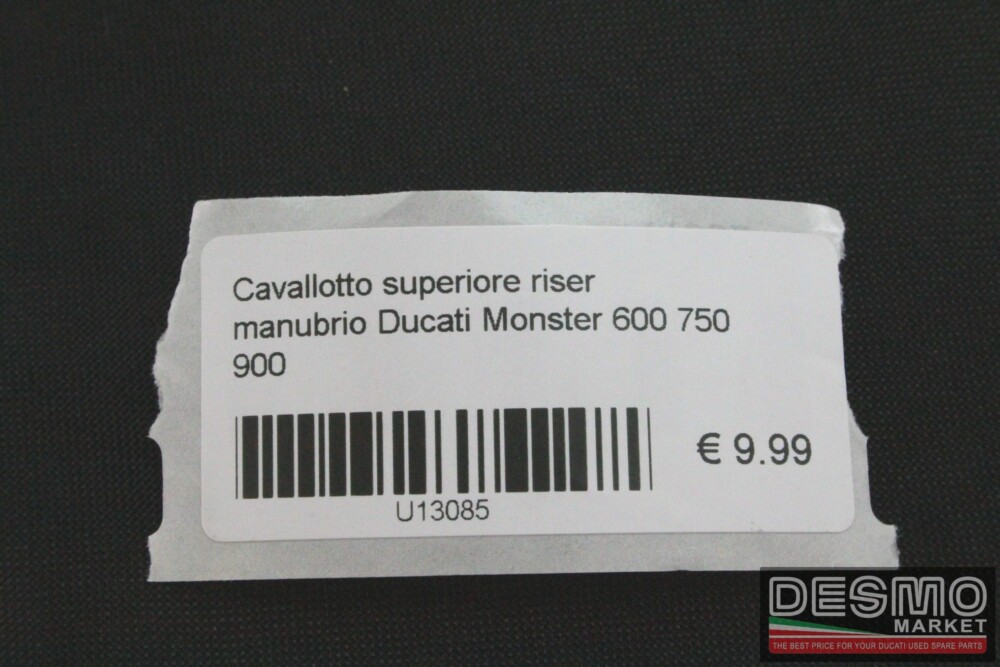 Cavallotto superiore riser
manubrio Ducati Monster 600 750
900
€ 9.99
U13085
DESMO
MARKET
THE BEST PRICE FOR YOUR DUCATI USED SPARE PARTS